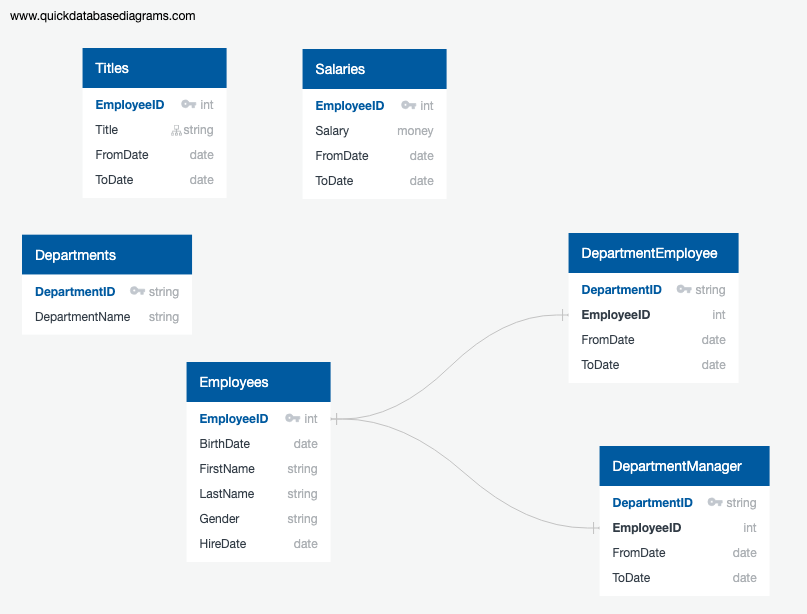 www.quickdatabasediagrams.com
Titles
EmployeeID int
Title string
FromDate date
ToDate date
Salaries
EmployeeID int
Salary money
FromDate date
ToDate date
Departments
DepartmentID string
DepartmentName string
DepartmentEmployee
DepartmentID string
EmployeeID int
FromDate date
ToDate date
Employees
EmployeeID int
BirthDate date
FirstName string
LastName string
Gender string
HireDate date
DepartmentManager
DepartmentID string
EmployeeID int
FromDate date
ToDate date